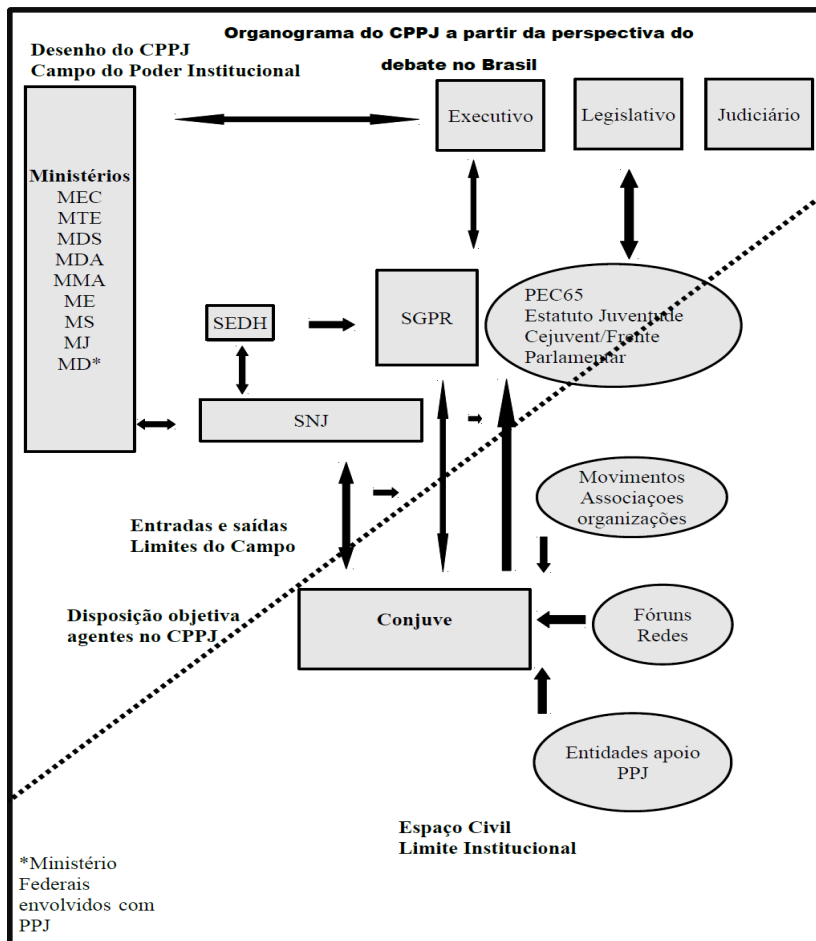 Organograma do CPPJ a partir da perspectiva do
debate no Brasil
Desenho do CPPJ
Campo do Poder Institucional
Executivo
Legislativo
Judiciário
Ministérios
MEC
MTE
MDS
MDA
MMA
ME
MS
MJ
MD*
SEDH
SGPR
PEC65
Estatuto Juventude
Cejuvent/Frente
Parlamentar
SNJ
Movimentos
Associaçoes
organizações
Entradas e saídas
Limites do Campo
Disposição objetiva
agentes no CPPJ
Conjuve
Fóruns
Redes
Entidades apoio
PPJ
Espaço Civil
Limite Institucional
*Ministério
Federais
envolvidos com
PPJ